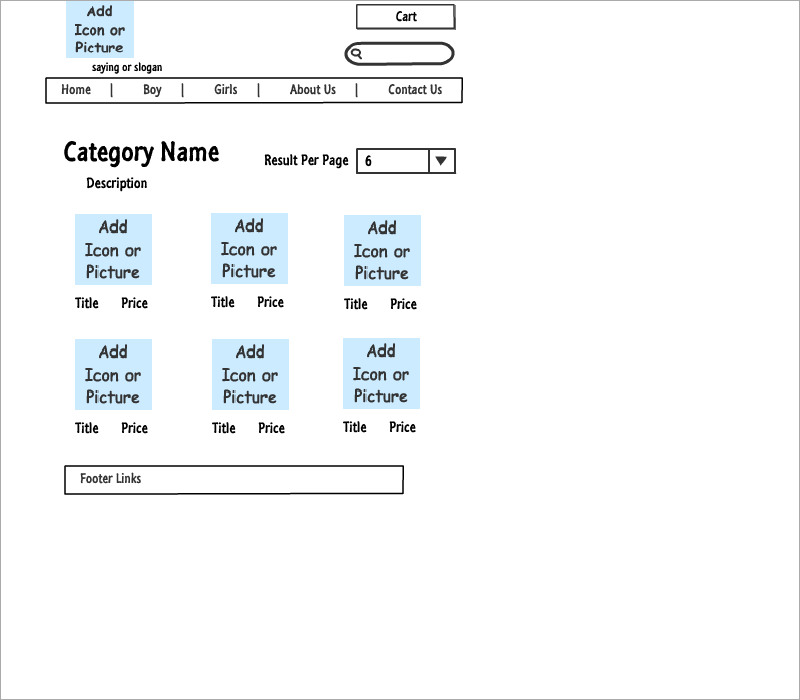 Add
Icon or
Picture
Cart
saying or slogan
Home | Boy | Girls | About Us | Contact Us
Category Name
Result Per Page 6
Description
Add
Icon or
Picture
Add
Icon or
Picture
Add
Icon or
Picture
Title Price
Title Price
Title Price
Add
Icon or
Picture
Add
Icon or
Picture
Add
Icon or
Picture
Title Price
Title Price
Title Price
Footer Links